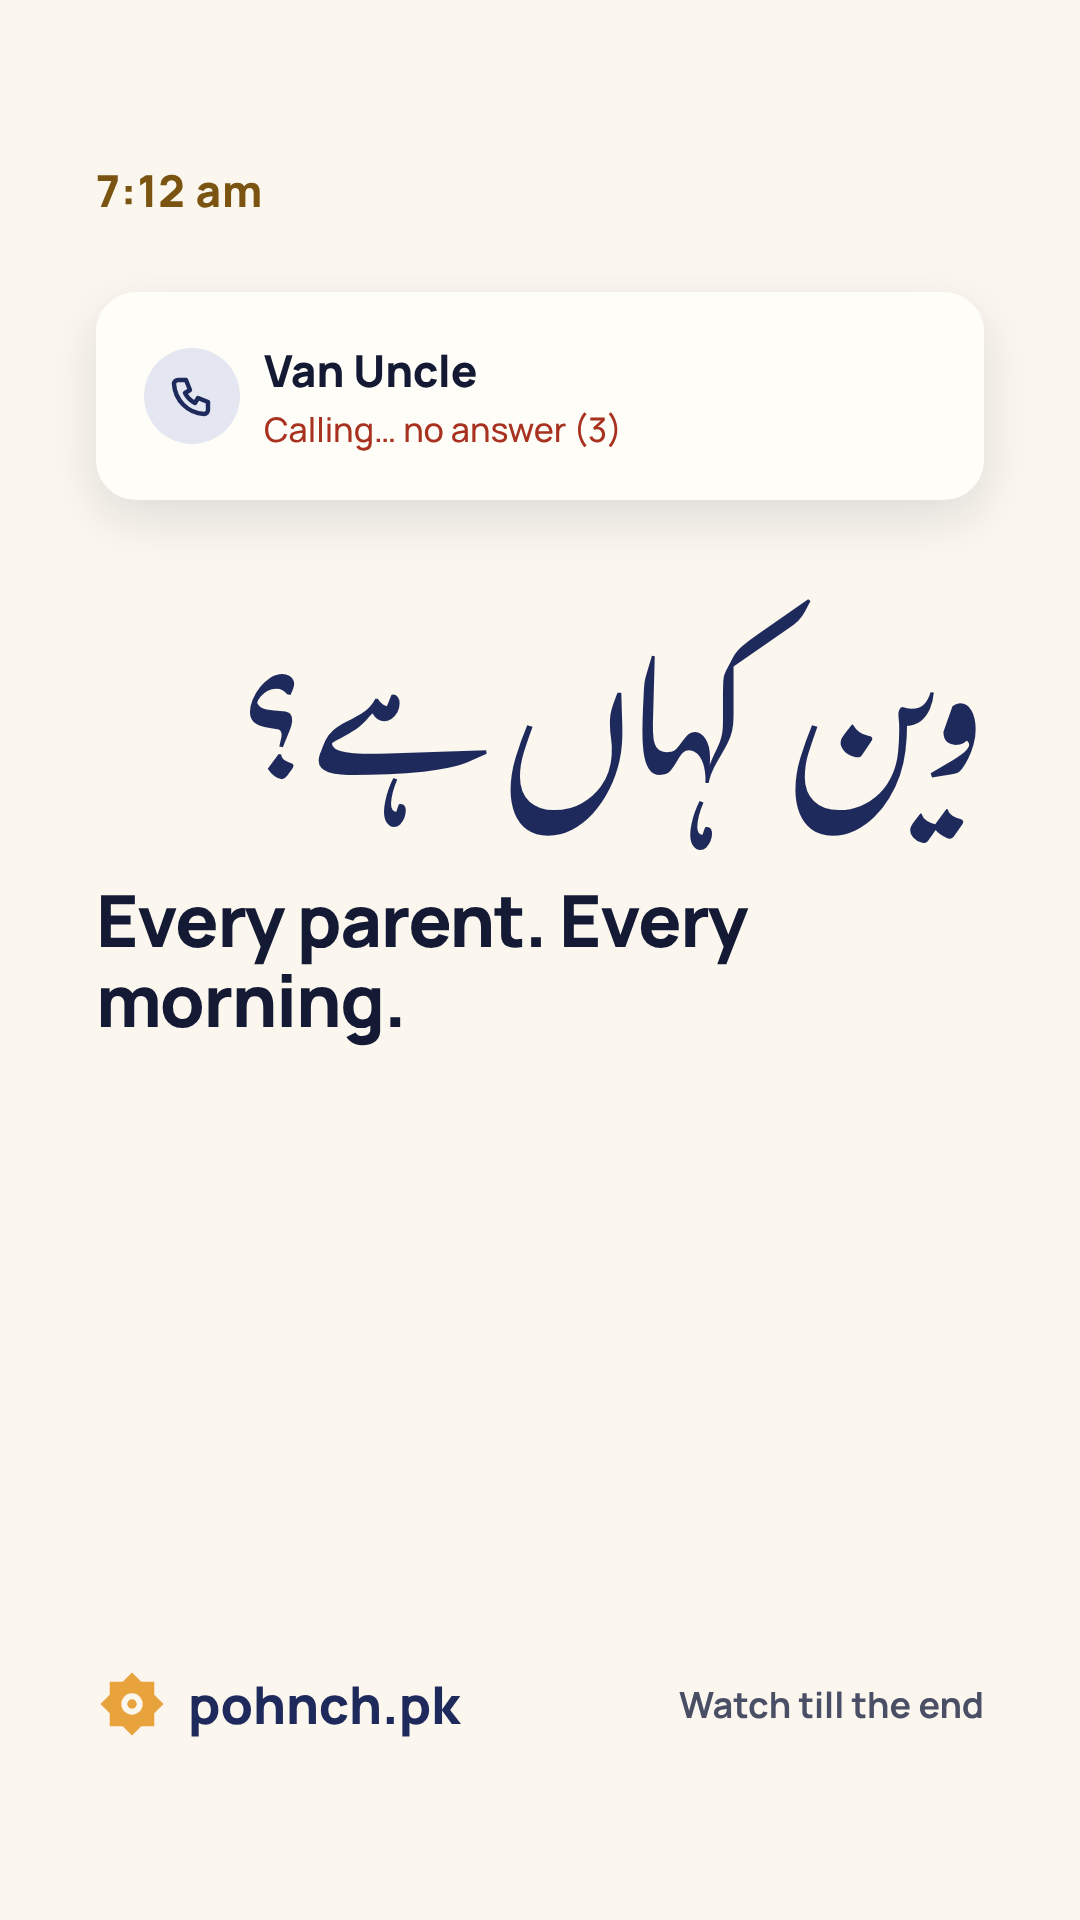 7:12 am
Van Uncle
Calling... no answer (3)
وین کہاں ہے؟
Every parent. Every
morning.
pohnch.pk
Watch till the end